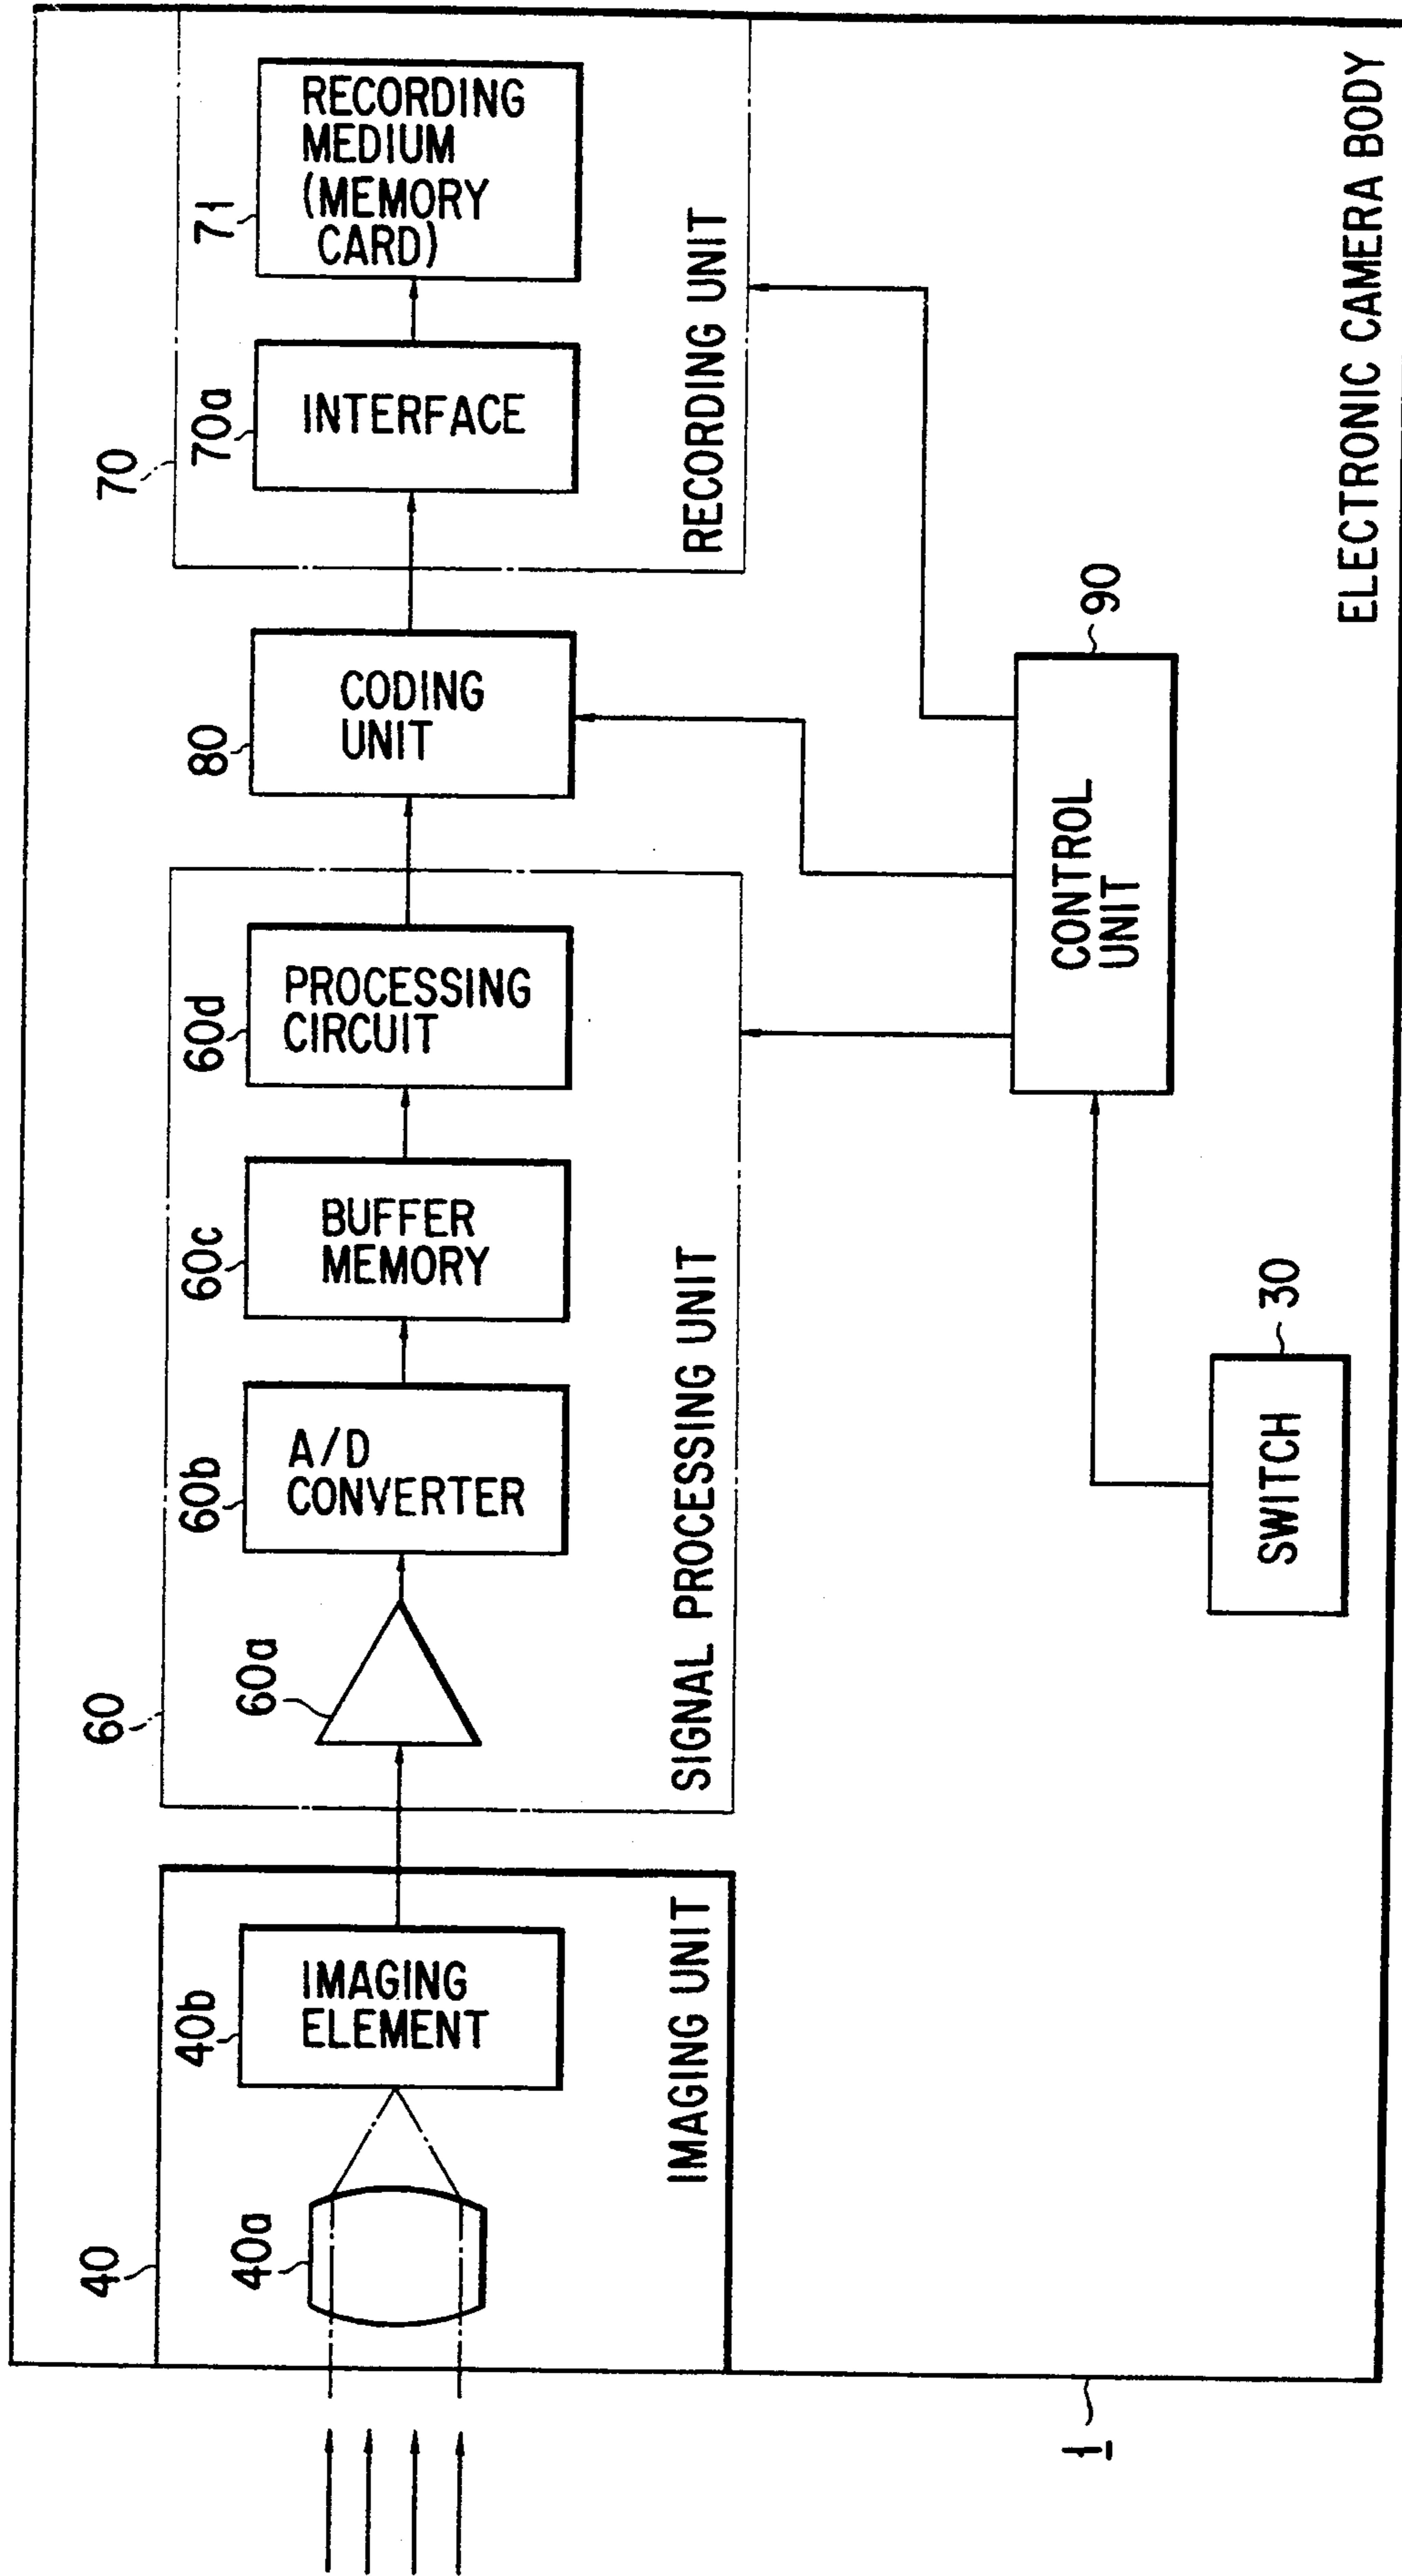 40
40a
40b
IMAGING
ELEMENT
IMAGING UNIT
60
60a
60b
A/D
CONVERTER
60c
BUFFER
MEMORY
60d
PROCESSING
CIRCUIT
SIGNAL PROCESSING UNIT
80
CODING
UNIT
70
70a
INTERFACE
71
RECORDING
MEDIUM
(MEMORY
CARD)
RECORDING UNIT
CONTROL
UNIT
90
SWITCH
30
1
ELECTRONIC CAMERA BODY